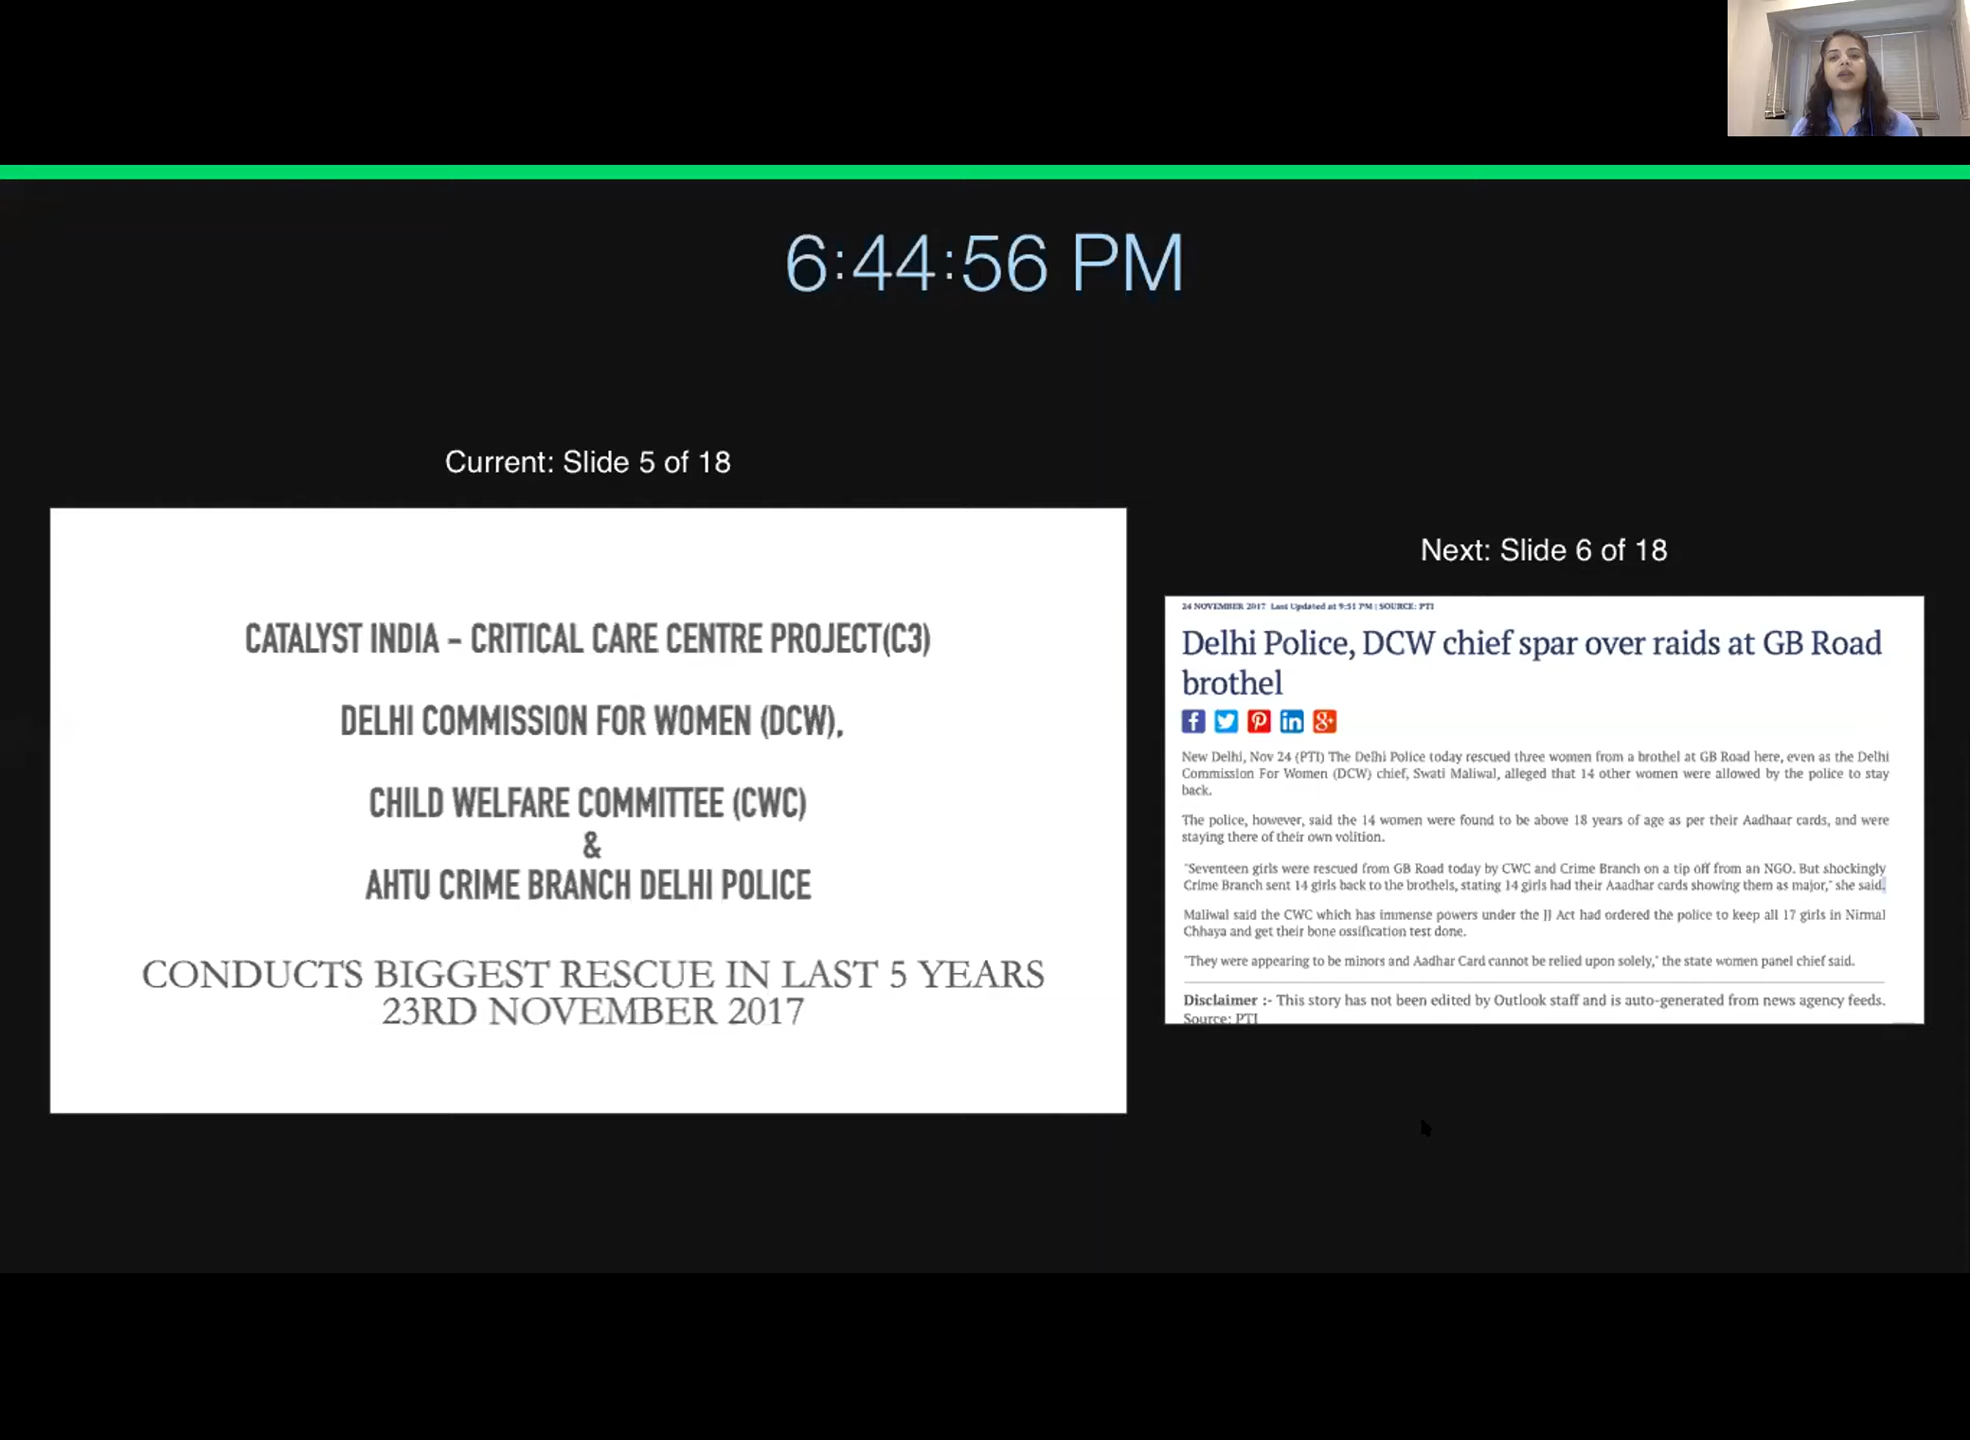 6:44:56 PM
Current: Slide 5 of 18
CATALYST INDIA – CRITICAL CARE CENTRE PROJECT(C3)
DELHI COMMISSION FOR WOMEN (DCW),
CHILD WELFARE COMMITTEE (CWC)
&
AHTU CRIME BRANCH DELHI POLICE
CONDUCTS BIGGEST RESCUE IN LAST 5 YEARS
23RD NOVEMBER 2017
Next: Slide 6 of 18
24 NOVEMBER 2017 Last Updated at 9:51 PM | SOURCE: PTI
Delhi Police, DCW chief spar over raids at GB Road
brothel
New Delhi, Nov 24 (PTI) The Delhi Police today rescued three women from a brothel at GB Road here, even as the Delhi
Commission For Women (DCW) chief, Swati Maliwal, alleged that 14 other women were allowed by the police to stay
back.
The police, however, said the 14 women were found to be above 18 years of age as per their Aadhaar cards, and were
staying there of their own volition.
"Seventeen girls were rescued from GB Road today by CWC and Crime Branch on a tip off from an NGO. But shockingly
Crime Branch sent 14 girls back to the brothels, stating 14 girls had their Aaadhar cards showing them as major," she said.
Maliwal said the CWC which has immense powers under the JJ Act had ordered the police to keep all 17 girls in Nirmal
Chhaya and get their bone ossification test done.
"They were appearing to be minors and Aadhar Card cannot be relied upon solely," the state women panel chief said.
Disclaimer :- This story has not been edited by Outlook staff and is auto-generated from news agency feeds.
Source: PTI